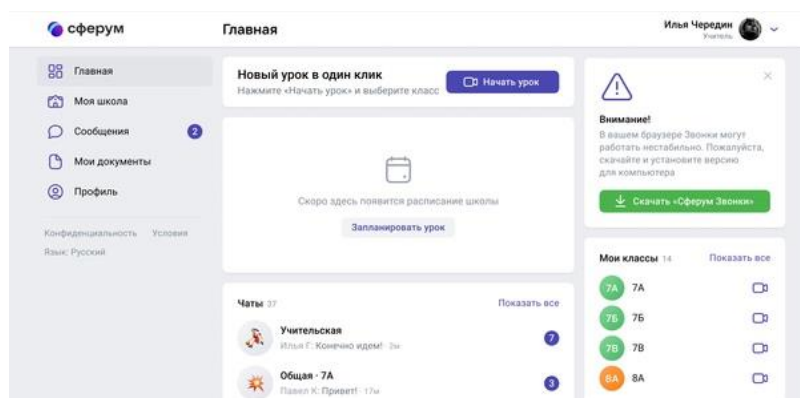 сферум
Главная
Илья Чередин
Учитель
Главная
Моя школа
Сообщения 2
Мои документы
Профиль
Конфиденциальность Условия
Язык: Русский
Новый урок в один клик
Нажмите «Начать урок» и выберите класс
Начать урок
Скоро здесь появится расписание школы
Запланировать урок
Чаты 37
Показать все
Учительская
Илья Г: Конечно идем! · 2м
7
Общая · 7А
Павел К: Привет! · 17м
3
Внимание!
В вашем браузере Звонки могут
работать нестабильно. Пожалуйста,
скачайте и установите версию
для компьютера
Скачать «Сферум Звонки»
Мои классы 14
Показать все
7А 7А
7Б 7Б
7В 7В
8А 8А